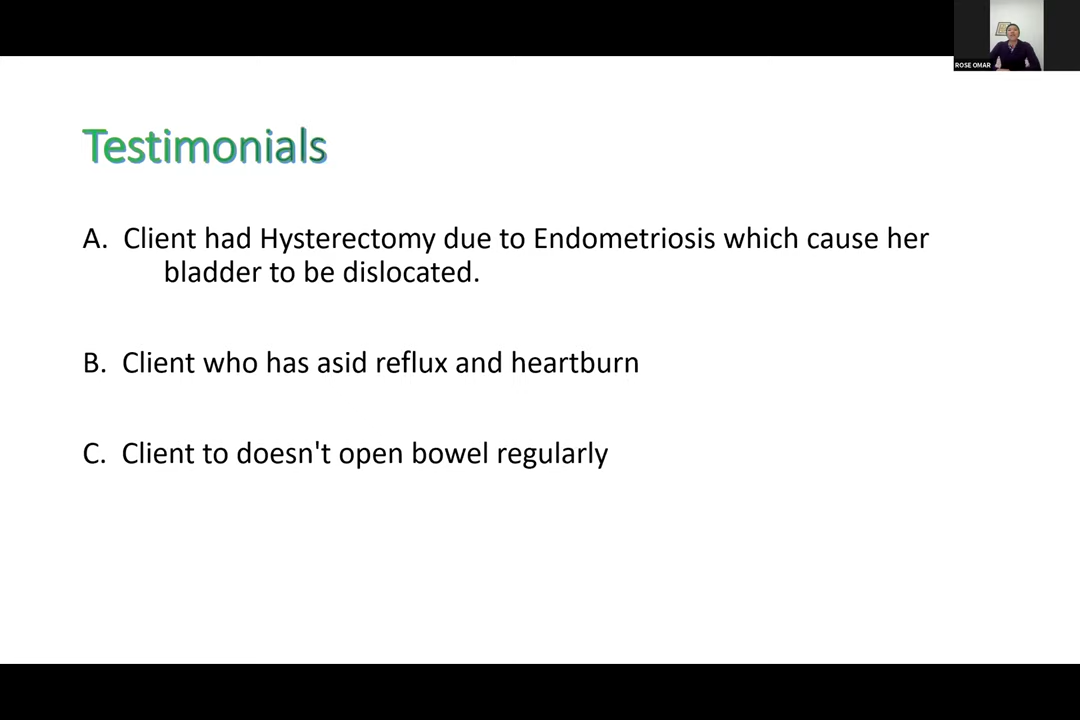 ROSE OMAR
Testimonials
A. Client had Hysterectomy due to Endometriosis which cause her
bladder to be dislocated.
B. Client who has asid reflux and heartburn
C. Client to doesn't open bowel regularly